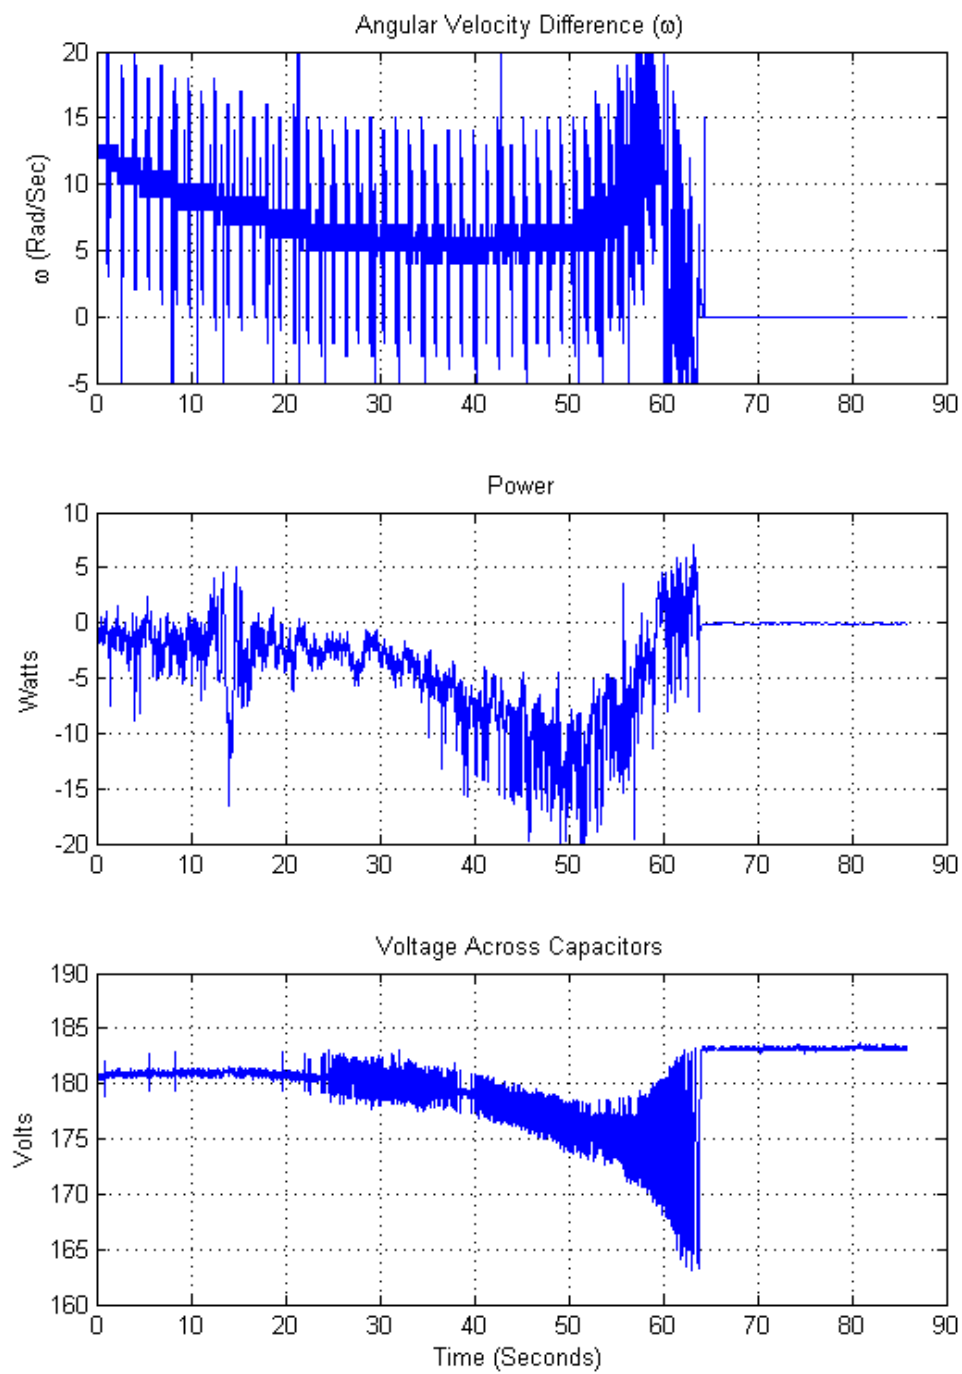 Angular Velocity Difference (ω)
20
15
10
5
0
-5
ω (Rad/Sec)
0 10 20 30 40 50 60 70 80 90
Power
10
5
0
-5
-10
-15
-20
Watts
0 10 20 30 40 50 60 70 80 90
Voltage Across Capacitors
190
185
180
175
170
165
160
Volts
0 10 20 30 40 50 60 70 80 90
Time (Seconds)